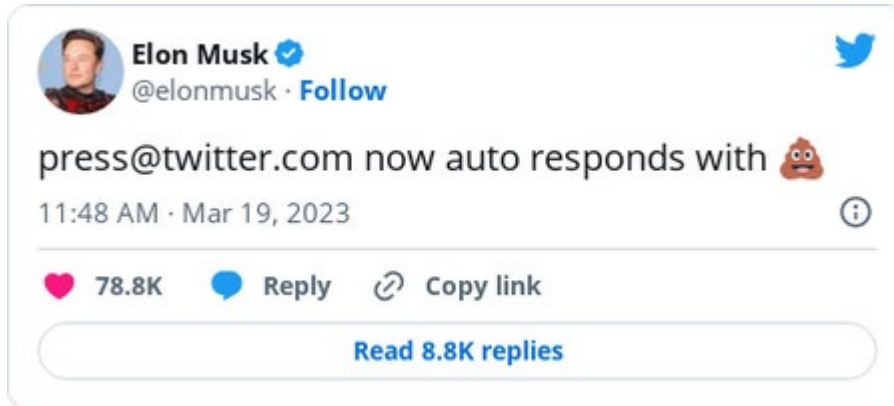 Elon Musk
@elonmusk · Follow
press@twitter.com now auto responds with 💩
11:48 AM · Mar 19, 2023
78.8K Reply Copy link
Read 8.8K replies